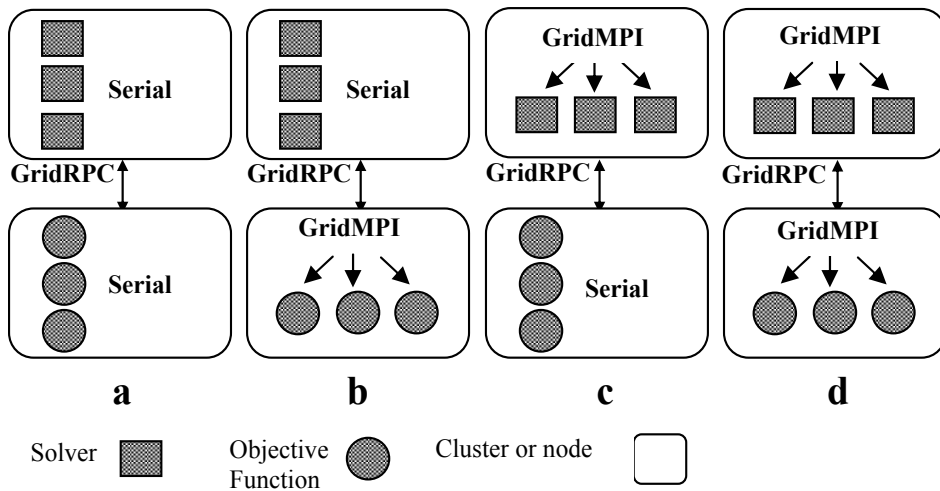 Serial
GridRPC
Serial
a
Serial
GridRPC
GridMPI
b
GridMPI
GridRPC
Serial
c
GridMPI
GridRPC
GridMPI
d
Solver
Objective
Function
Cluster or node